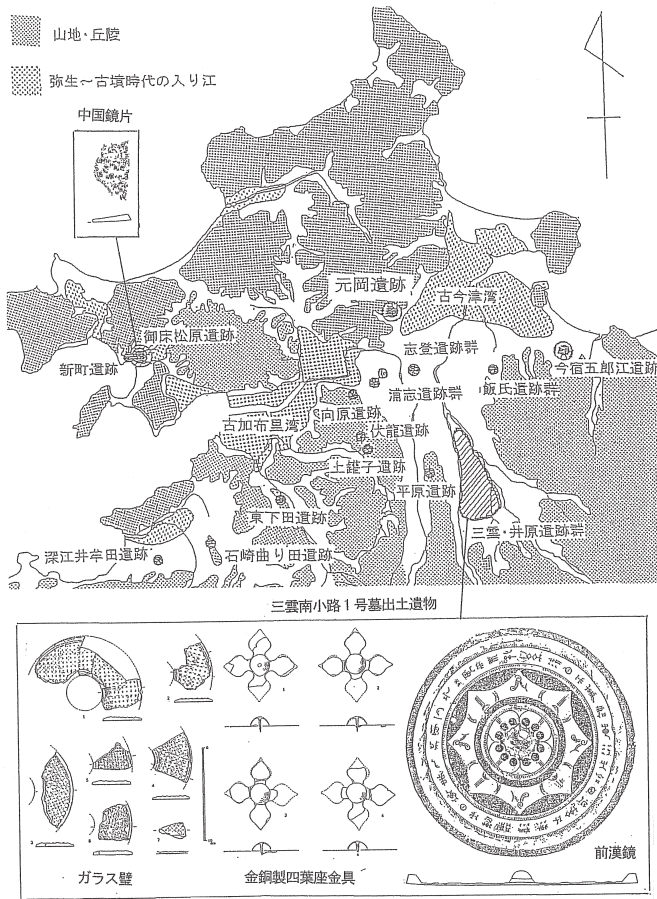 山地・丘陵
弥生～古墳時代の入り江
中国鏡片
元岡遺跡
古今津湾
御床松原遺跡
志登遺跡群
今宿五郎江遺跡
新町遺跡
浦志遺跡群
飯氏遺跡群
向原遺跡
古加布里湾
伏龍遺跡
上鑵子遺跡
平原遺跡
東下田遺跡
三雲・井原遺跡群
深江井牟田遺跡
石崎曲り田遺跡
三雲南小路１号墓出土遺物
前漢鏡
ガラス璧
金銅製四葉座金具